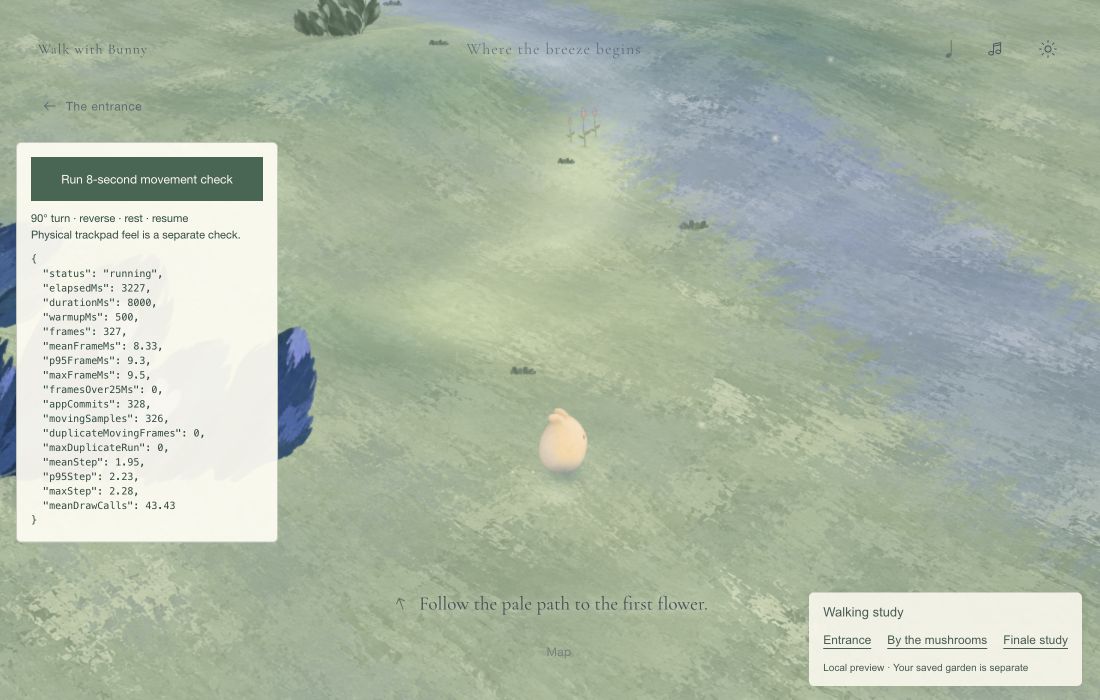 Walk with Bunny
Where the breeze begins
The entrance
Run 8-second movement check
90° turn · reverse · rest · resume
Physical trackpad feel is a separate check.
{
"status": "running",
"elapsedMs": 3227,
"durationMs": 8000,
"warmupMs": 500,
"frames": 327,
"meanFrameMs": 8.33,
"p95FrameMs": 9.3,
"maxFrameMs": 9.5,
"framesOver25Ms": 0,
"appCommits": 328,
"movingSamples": 326,
"duplicateMovingFrames": 0,
"maxDuplicateRun": 0,
"meanStep": 1.95,
"p95Step": 2.23,
"maxStep": 2.28,
"meanDrawCalls": 43.43
}
Follow the pale path to the first flower.
Map
Walking study
Entrance By the mushrooms Finale study
Local preview · Your saved garden is separate